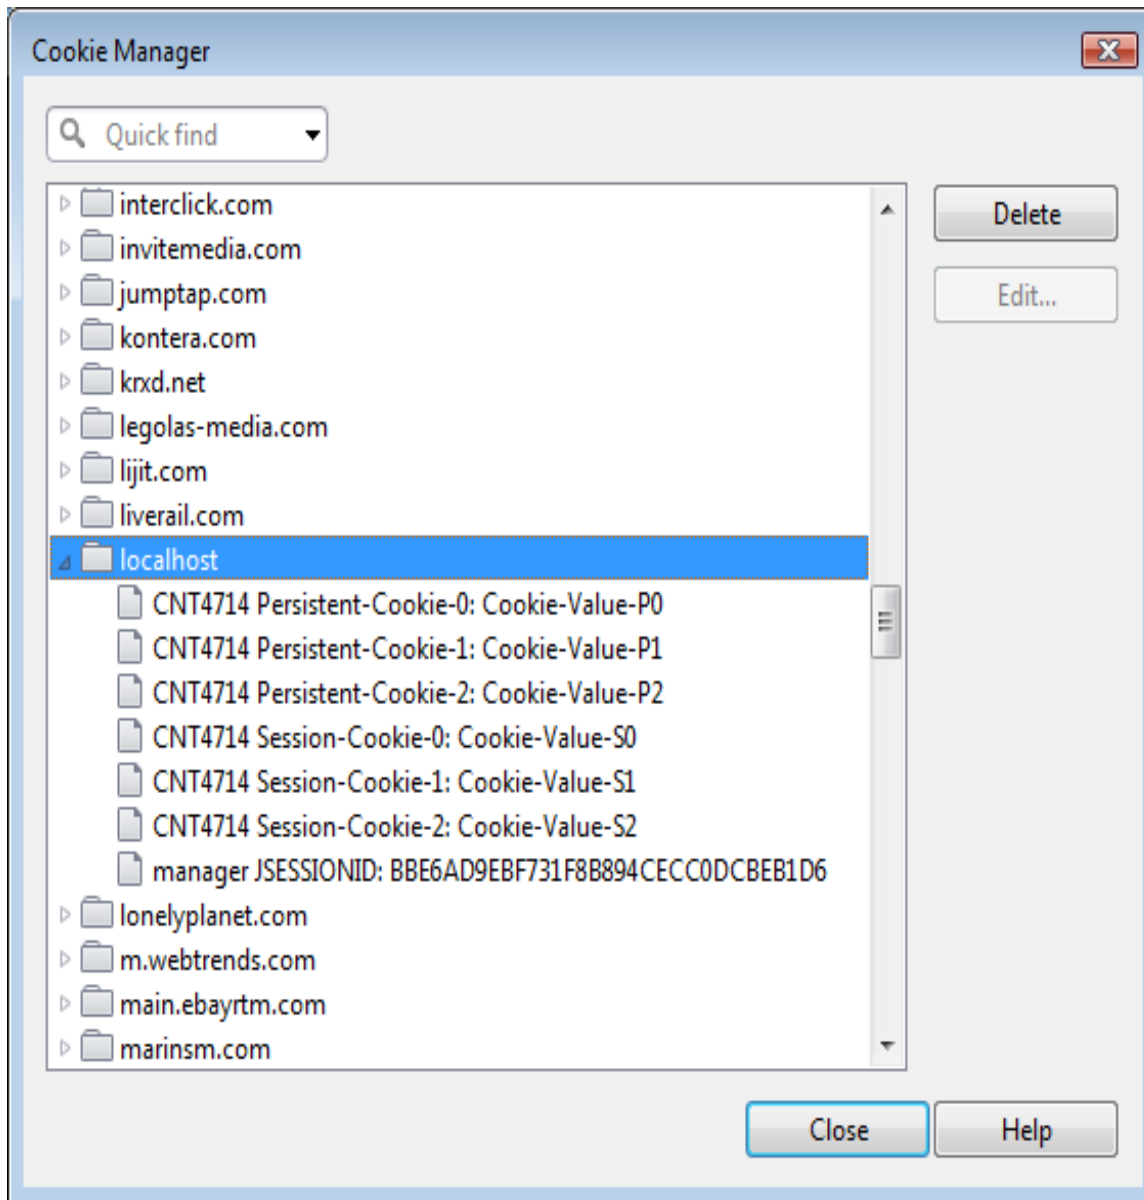 Cookie Manager
Quick find
interclick.com
invitemedia.com
jumptap.com
kontera.com
krxd.net
legolas-media.com
lijit.com
liverail.com
localhost
CNT4714 Persistent-Cookie-0: Cookie-Value-P0
CNT4714 Persistent-Cookie-1: Cookie-Value-P1
CNT4714 Persistent-Cookie-2: Cookie-Value-P2
CNT4714 Session-Cookie-0: Cookie-Value-S0
CNT4714 Session-Cookie-1: Cookie-Value-S1
CNT4714 Session-Cookie-2: Cookie-Value-S2
manager JSESSIONID: BBE6AD9EBF731F8B894CECC0DCBEB1D6
lonelyplanet.com
m.webtrends.com
main.ebayrtm.com
marinsm.com
Delete
Edit...
Close
Help